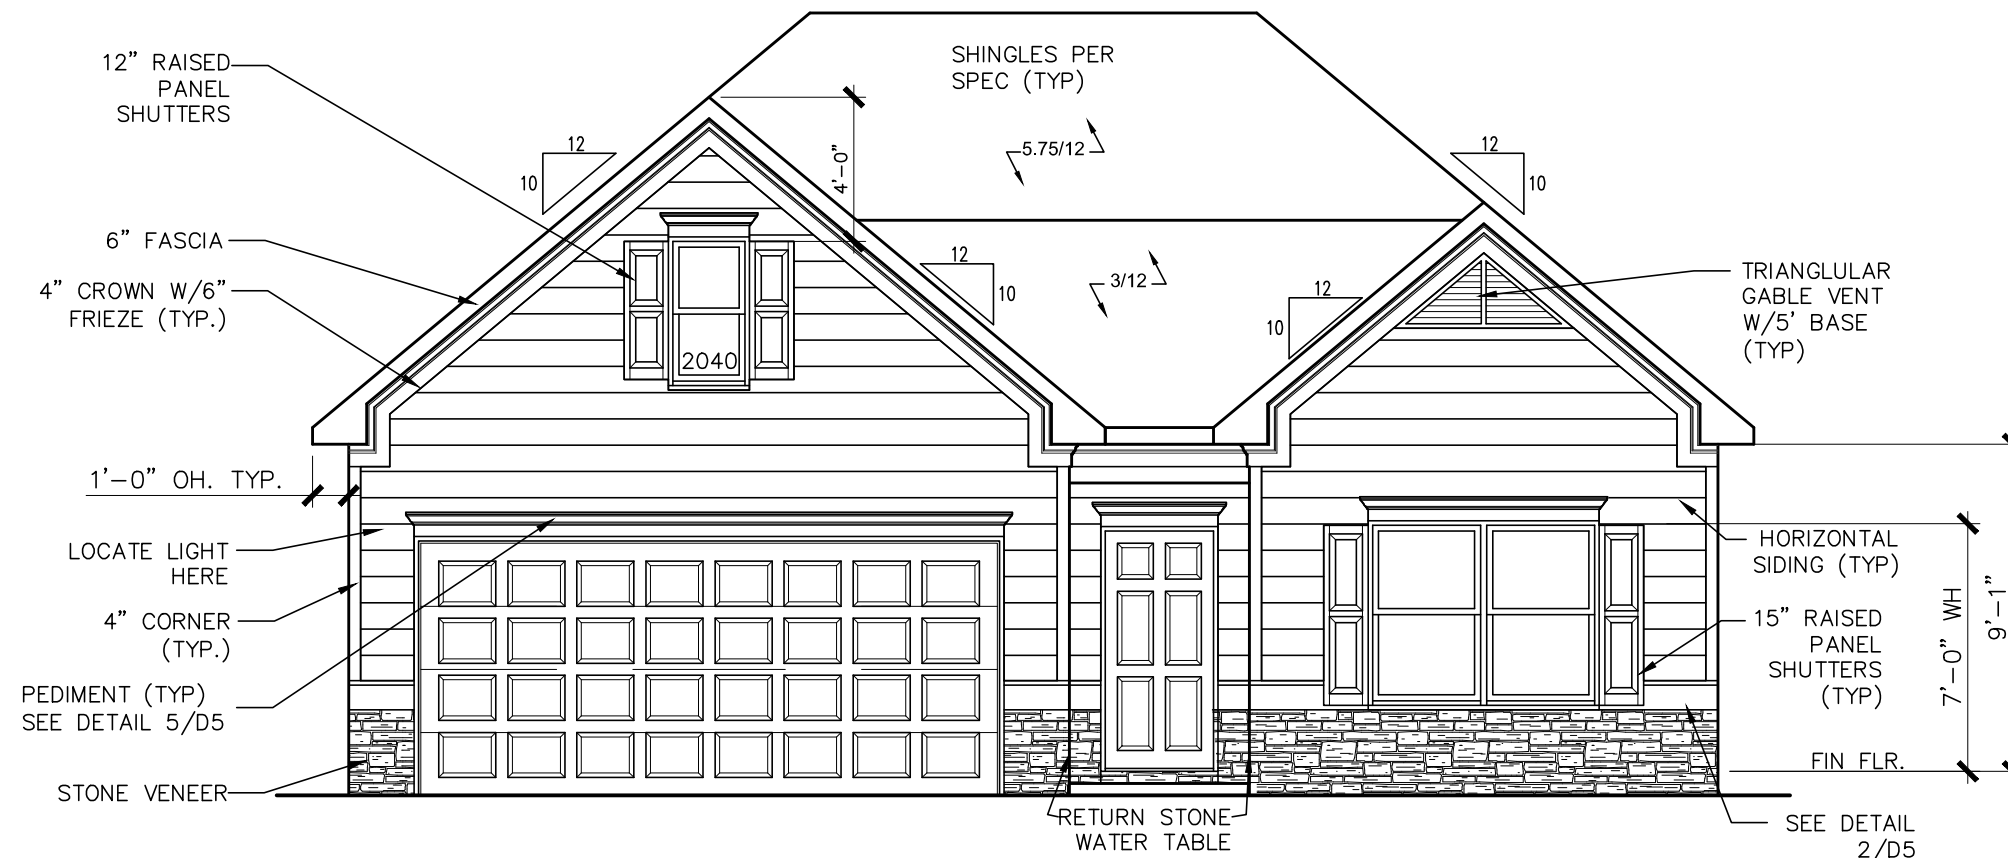 12” RAISED
PANEL
SHUTTERS
SHINGLES PER
SPEC (TYP)
12
10
4’-0”
5.75/12
12
10
6” FASCIA
4” CROWN W/6”
FRIEZE (TYP.)
12
10
3/12
12
10
TRIANGLULAR
GABLE VENT
W/5’ BASE
(TYP)
2040
1’-0” OH. TYP.
LOCATE LIGHT
HERE
4” CORNER
(TYP.)
PEDIMENT (TYP)
SEE DETAIL 5/D5
STONE VENEER
HORIZONTAL
SIDING (TYP)
15” RAISED
PANEL
SHUTTERS
(TYP)
7’-0” WH
9’-1”
FIN FLR.
RETURN STONE
WATER TABLE
SEE DETAIL
2/D5